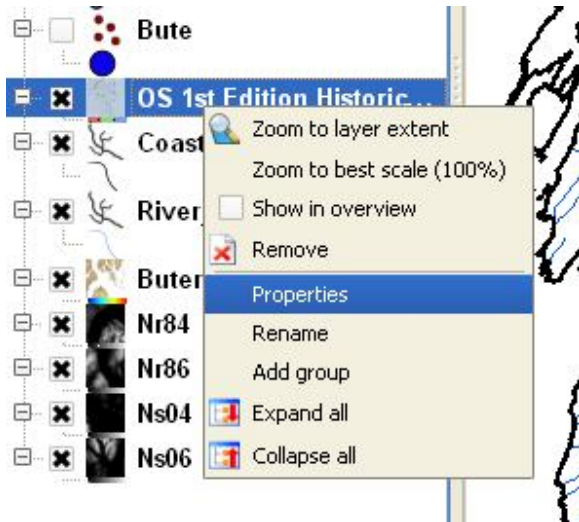 Bute
OS 1st Edition Historic...
Coast
River
Buter
Nr84
Nr86
Ns04
Ns06
Zoom to layer extent
Zoom to best scale (100%)
Show in overview
Remove
Properties
Rename
Add group
Expand all
Collapse all